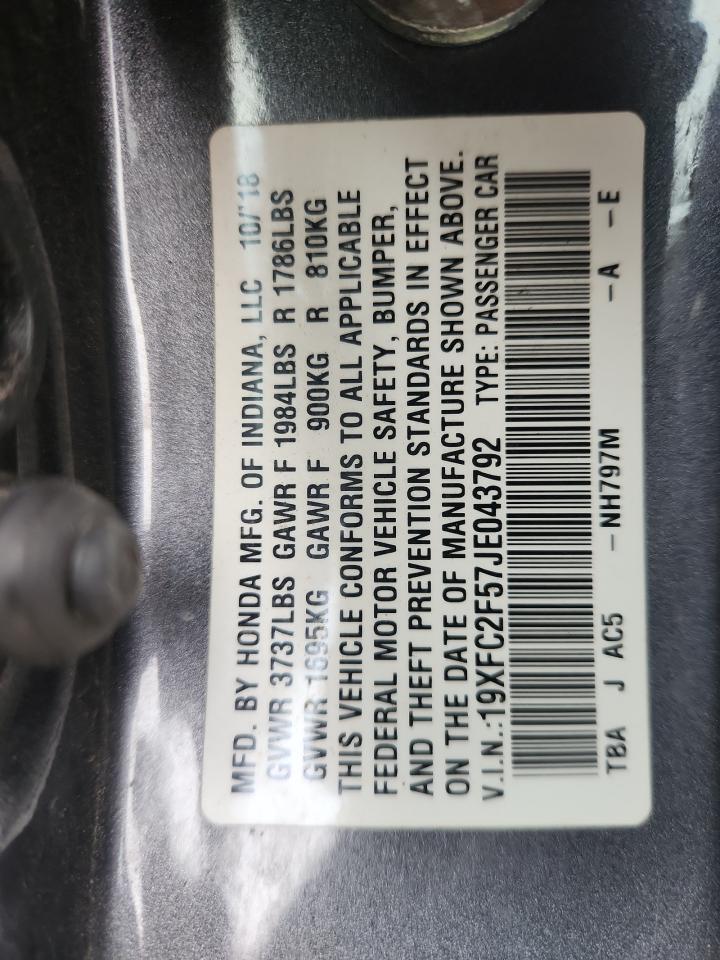 MFD. BY HONDA MFG. OF INDIANA, LLC 10/'18
GVWR 3737LBS GAWR F 1984LBS R 1786LBS
GVWR 1695KG GAWR F 900KG R 810KG
THIS VEHICLE CONFORMS TO ALL APPLICABLE
FEDERAL MOTOR VEHICLE SAFETY, BUMPER,
AND THEFT PREVENTION STANDARDS IN EFFECT
ON THE DATE OF MANUFACTURE SHOWN ABOVE.
V.I.N.:19XFC2F57JE043792 TYPE: PASSENGER CAR
TBA J AC5 -NH797M -A -E